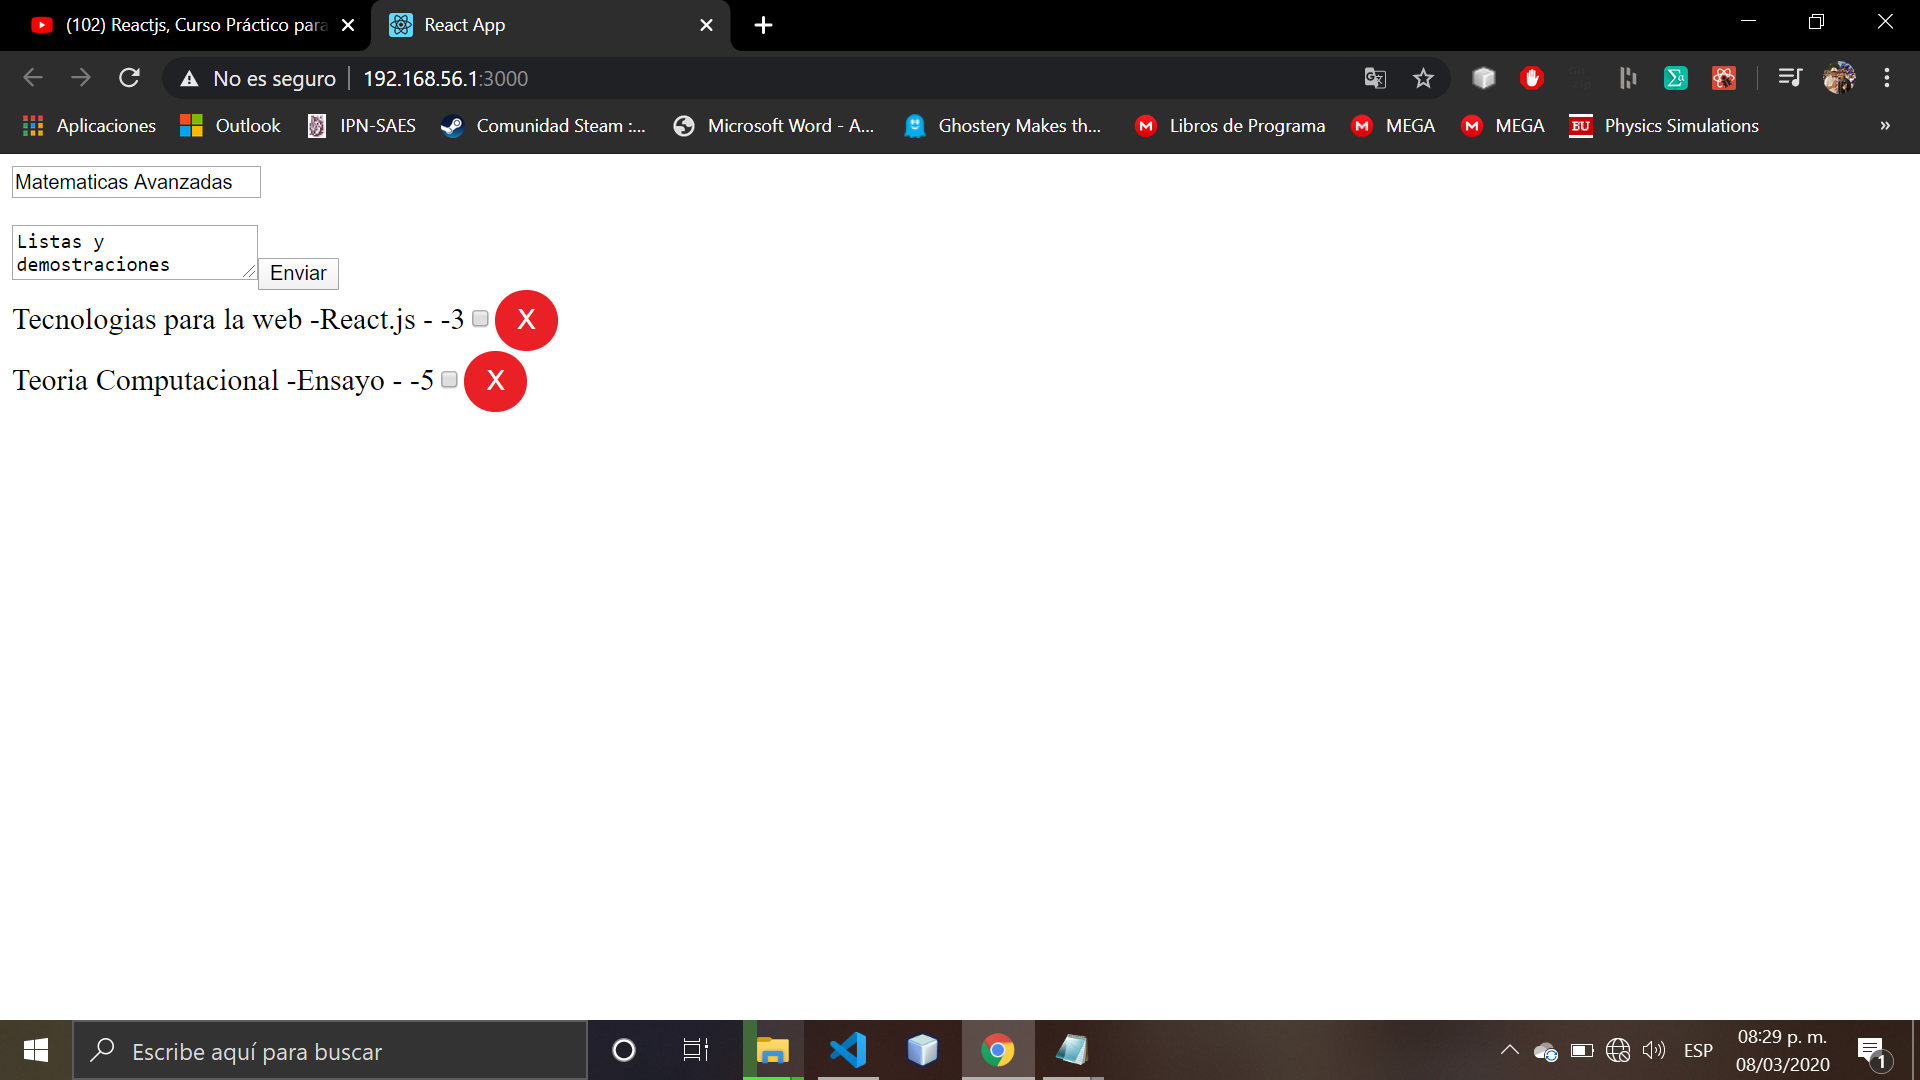 (102) Reactjs, Curso Práctico para
React App
No es seguro
192.168.56.1:3000
Aplicaciones
Outlook
IPN-SAES
Comunidad Steam :...
Microsoft Word - A...
Ghostery Makes th...
Libros de Programa
MEGA
MEGA
BU
Physics Simulations
»
Matematicas Avanzadas
Listas y
demostraciones
Enviar
Tecnologias para la web -React.js - -3
X
Teoria Computacional -Ensayo - -5
X
Escribe aquí para buscar
ESP
08:29 p. m.
08/03/2020
1